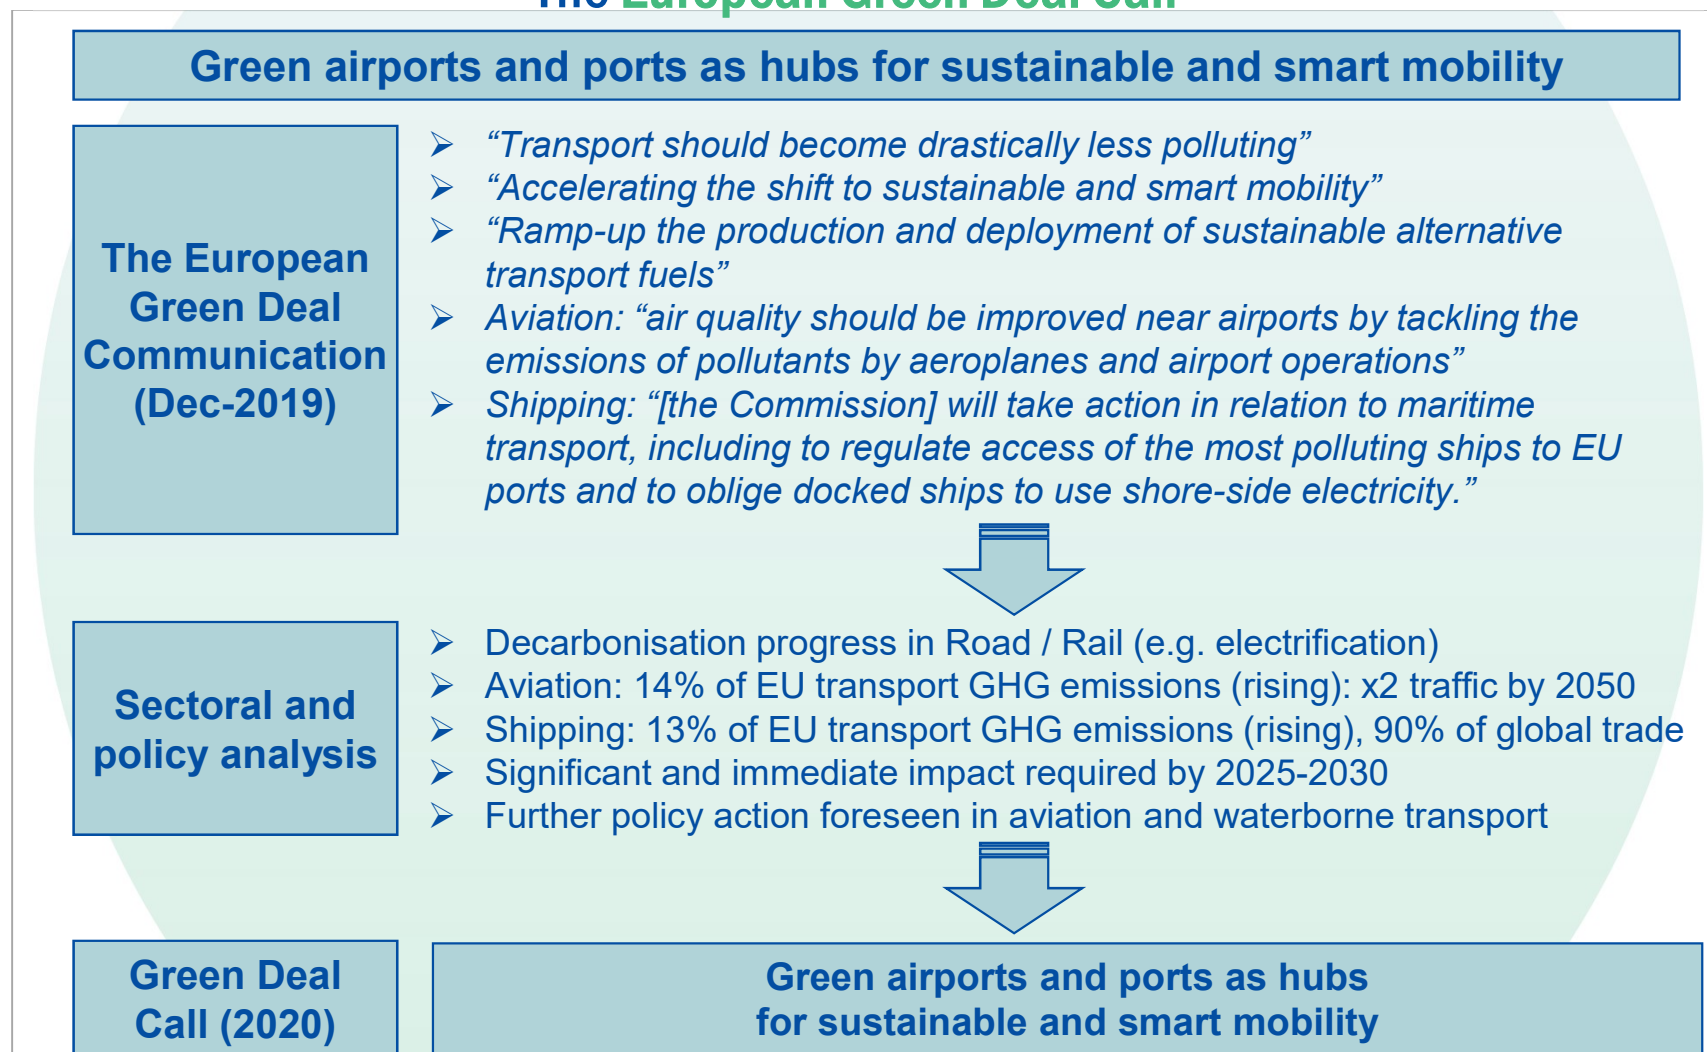 The European Green Deal Call
Green airports and ports as hubs for sustainable and smart mobility
The European
Green Deal
Communication
(Dec-2019)
➢ “Transport should become drastically less polluting”
➢ “Accelerating the shift to sustainable and smart mobility”
➢ “Ramp-up the production and deployment of sustainable alternative
transport fuels”
➢ Aviation: “air quality should be improved near airports by tackling the
emissions of pollutants by aeroplanes and airport operations”
➢ Shipping: “[the Commission] will take action in relation to maritime
transport, including to regulate access of the most polluting ships to EU
ports and to oblige docked ships to use shore-side electricity.”
Sectoral and
policy analysis
➢ Decarbonisation progress in Road / Rail (e.g. electrification)
➢ Aviation: 14% of EU transport GHG emissions (rising): x2 traffic by 2050
➢ Shipping: 13% of EU transport GHG emissions (rising), 90% of global trade
➢ Significant and immediate impact required by 2025-2030
➢ Further policy action foreseen in aviation and waterborne transport
Green Deal
Call (2020)
Green airports and ports as hubs
for sustainable and smart mobility